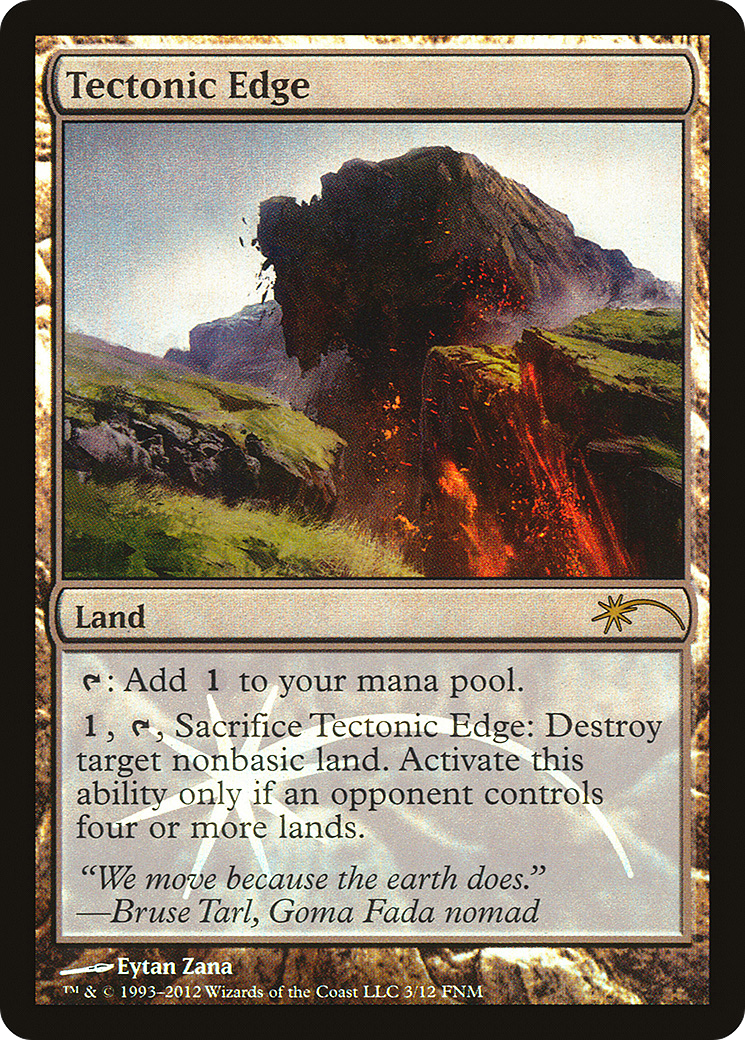 Tectonic Edge
Land
: Add 1 to your mana pool.
1, , Sacrifice Tectonic Edge: Destroy
target nonbasic land. Activate this
ability only if an opponent controls
four or more lands.
“We move because the earth does.”
—Bruse Tarl, Goma Fada nomad
Eytan Zana
™ & © 1993–2012 Wizards of the Coast LLC 3/12 FNM